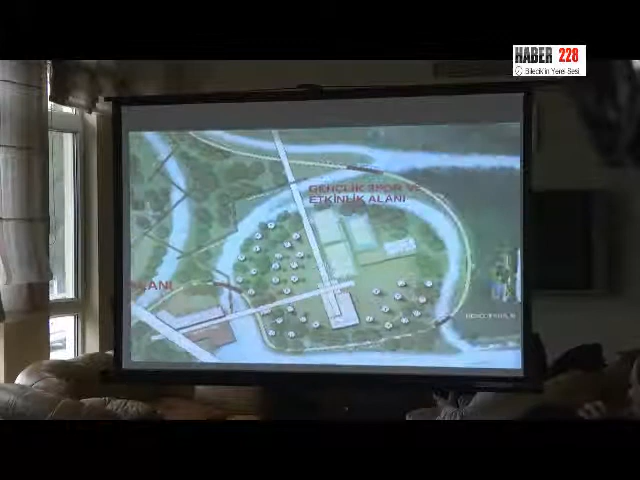 HABER 228
Bilecik'in Yerel Sesi
GENÇLİK SPOR VE
ETKİNLİK ALANI
ALANI